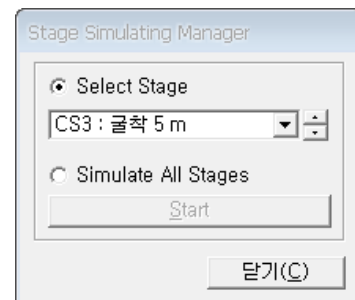 Stage Simulating Manager
Select Stage
CS3 : 굴착 5 m
Simulate All Stages
Start
닫기(C)